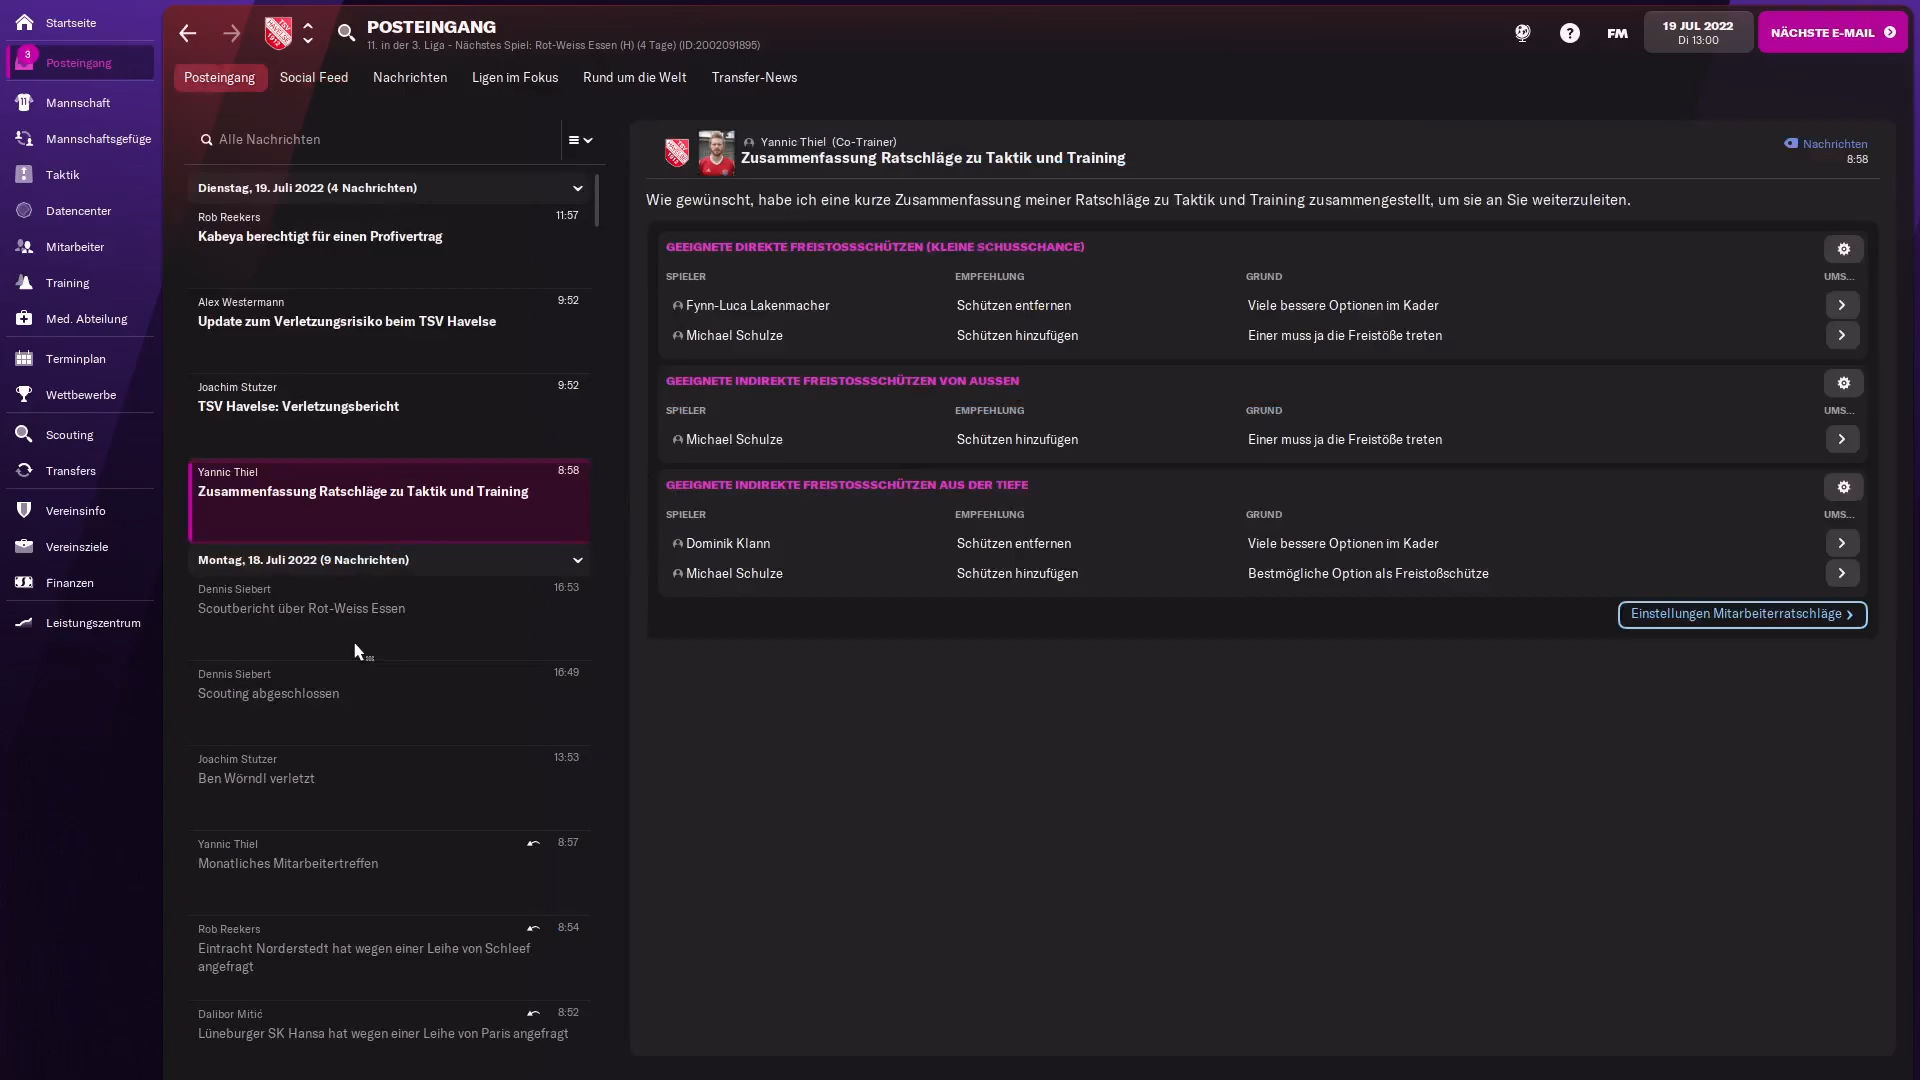 Startseite
3
Posteingang
Mannschaft
Mannschaftsgefüge
Taktik
Datencenter
Mitarbeiter
Training
Med. Abteilung
Terminplan
Wettbewerbe
Scouting
Transfers
Vereinsinfo
Vereinsziele
Finanzen
Leistungszentrum
POSTEINGANG
11. in der 3. Liga - Nächstes Spiel: Rot-Weiss Essen (H) (4 Tage) (ID:2002091895)
FM
19 JUL 2022
Di 13:00
NÄCHSTE E-MAIL
Posteingang Social Feed Nachrichten Ligen im Fokus Rund um die Welt Transfer-News
Alle Nachrichten
Dienstag, 19. Juli 2022 (4 Nachrichten)
Rob Reekers 11:57
Kabeya berechtigt für einen Profivertrag
Alex Westermann 9:52
Update zum Verletzungsrisiko beim TSV Havelse
Joachim Stutzer 9:52
TSV Havelse: Verletzungsbericht
Yannic Thiel 8:58
Zusammenfassung Ratschläge zu Taktik und Training
Montag, 18. Juli 2022 (9 Nachrichten)
Dennis Siebert 16:53
Scoutbericht über Rot-Weiss Essen
Dennis Siebert 16:49
Scouting abgeschlossen
Joachim Stutzer 13:53
Ben Wörndl verletzt
Yannic Thiel 8:57
Monatliches Mitarbeitertreffen
Rob Reekers 8:54
Eintracht Norderstedt hat wegen einer Leihe von Schleef
angefragt
Dalibor Mitić 8:52
Lüneburger SK Hansa hat wegen einer Leihe von Paris angefragt
Yannic Thiel (Co-Trainer)
Zusammenfassung Ratschläge zu Taktik und Training
Nachrichten
8:58
Wie gewünscht, habe ich eine kurze Zusammenfassung meiner Ratschläge zu Taktik und Training zusammengestellt, um sie an Sie weiterzuleiten.
GEEIGNETE DIREKTE FREISTOSSSCHÜTZEN (KLEINE SCHUSSCHANCE)
SPIELER EMPFEHLUNG GRUND UMS...
Fynn-Luca Lakenmacher Schützen entfernen Viele bessere Optionen im Kader
Michael Schulze Schützen hinzufügen Einer muss ja die Freistöße treten
GEEIGNETE INDIREKTE FREISTOSSSCHÜTZEN VON AUSSEN
SPIELER EMPFEHLUNG GRUND UMS...
Michael Schulze Schützen hinzufügen Einer muss ja die Freistöße treten
GEEIGNETE INDIREKTE FREISTOSSSCHÜTZEN AUS DER TIEFE
SPIELER EMPFEHLUNG GRUND UMS...
Dominik Klann Schützen entfernen Viele bessere Optionen im Kader
Michael Schulze Schützen hinzufügen Bestmögliche Option als Freistoßschütze
Einstellungen Mitarbeiterratschläge